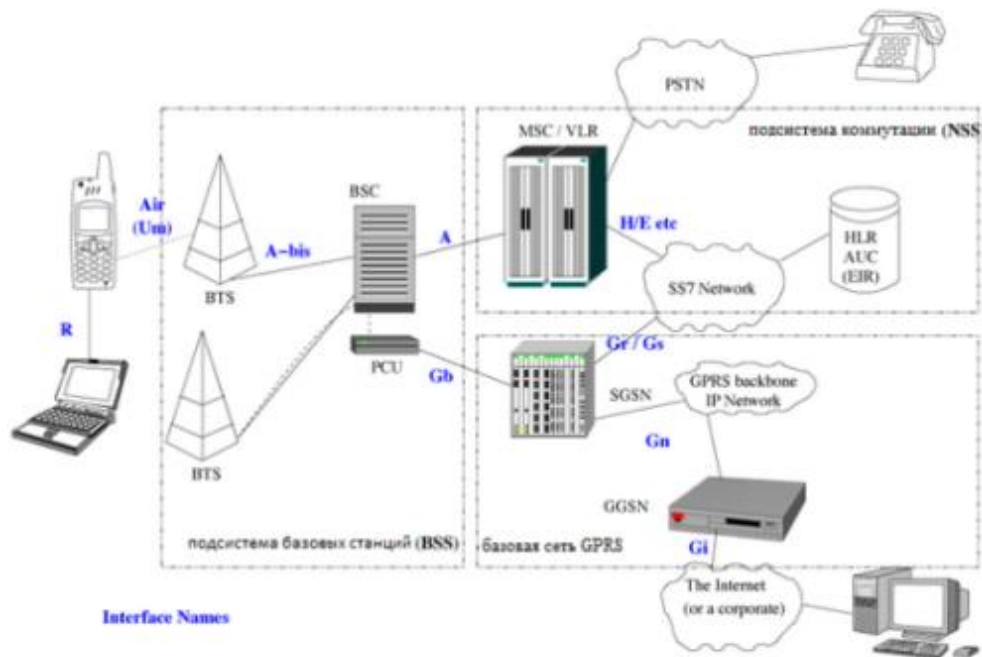 PSTN
MSC / VLR
подсистема коммутации (NSS
BSC
Air
(Um)
A-bis
A
H/E etc
HLR
AUC
(EIR)
BTS
SS7 Network
R
PCU
Gb
Gr / Gs
SGSN
GPRS backbone
IP Network
Gn
BTS
GGSN
подсистема базовых станций (BSS)
базовая сеть GPRS
Gi
The Internet
(or a corporate)
Interface Names